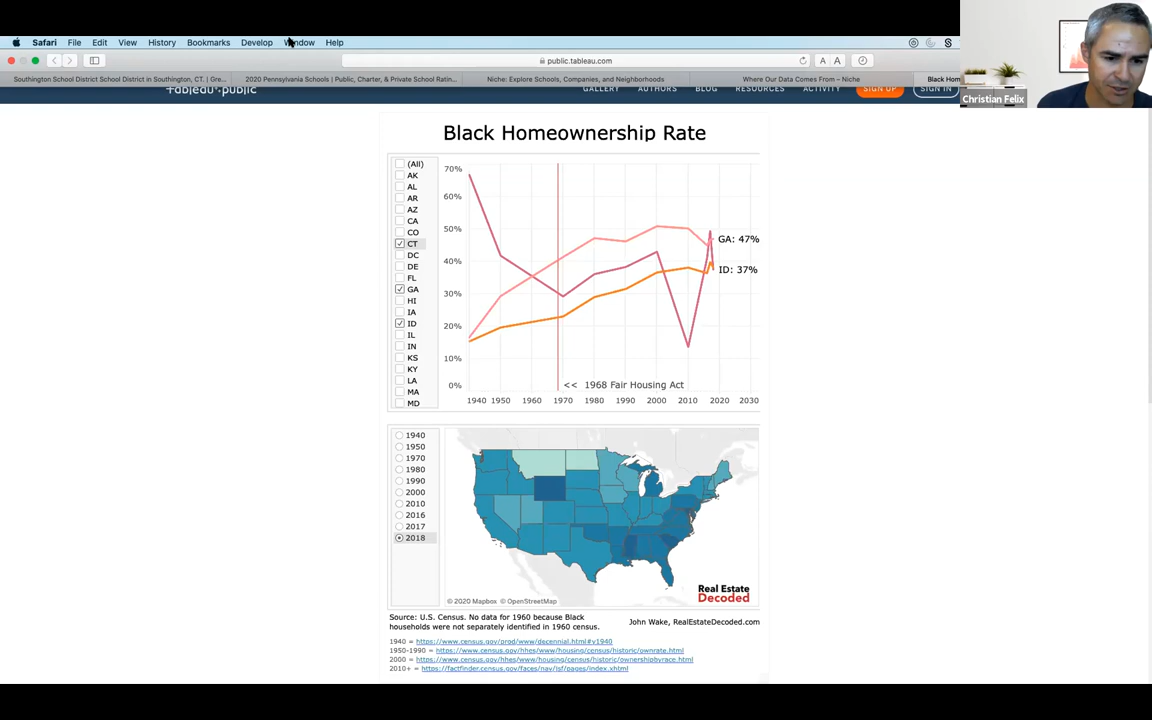 Safari File Edit View History Bookmarks Develop Window Help
public.tableau.com
A A
Southington School District School District in Southington, CT. | Gre...
2020 Pennsylvania Schools | Public, Charter, & Private School Ratin...
Niche: Explore Schools, Companies, and Neighborhoods
Where Our Data Comes From – Niche
Black Hom
Christian Felix
+tableau+public
GALLERY AUTHORS BLOG RESOURCES ACTIVITY SIGN UP SIGN IN
Black Homeownership Rate
(All)
AK
AL
AR
AZ
CA
CO
CT
DC
DE
FL
GA
HI
IA
ID
IL
IN
KS
KY
LA
MA
MD
70%
60%
50%
40%
30%
20%
10%
0%
GA: 47%
ID: 37%
<< 1968 Fair Housing Act
1940 1950 1960 1970 1980 1990 2000 2010 2020 2030
1940
1950
1970
1980
1990
2000
2010
2016
2017
2018
© 2020 Mapbox © OpenStreetMap
Real Estate
Decoded
Source: U.S. Census. No data for 1960 because Black
households were not separately identified in 1960 census.
John Wake, RealEstateDecoded.com
1940 = https://www.census.gov/prod/www/decennial.html#y1940
1950-1990 = https://www.census.gov/hhes/www/housing/census/historic/ownrate.html
2000 = https://www.census.gov/hhes/www/housing/census/historic/ownershipbyrace.html
2010+ = https://factfinder.census.gov/faces/nav/jsf/pages/index.xhtml